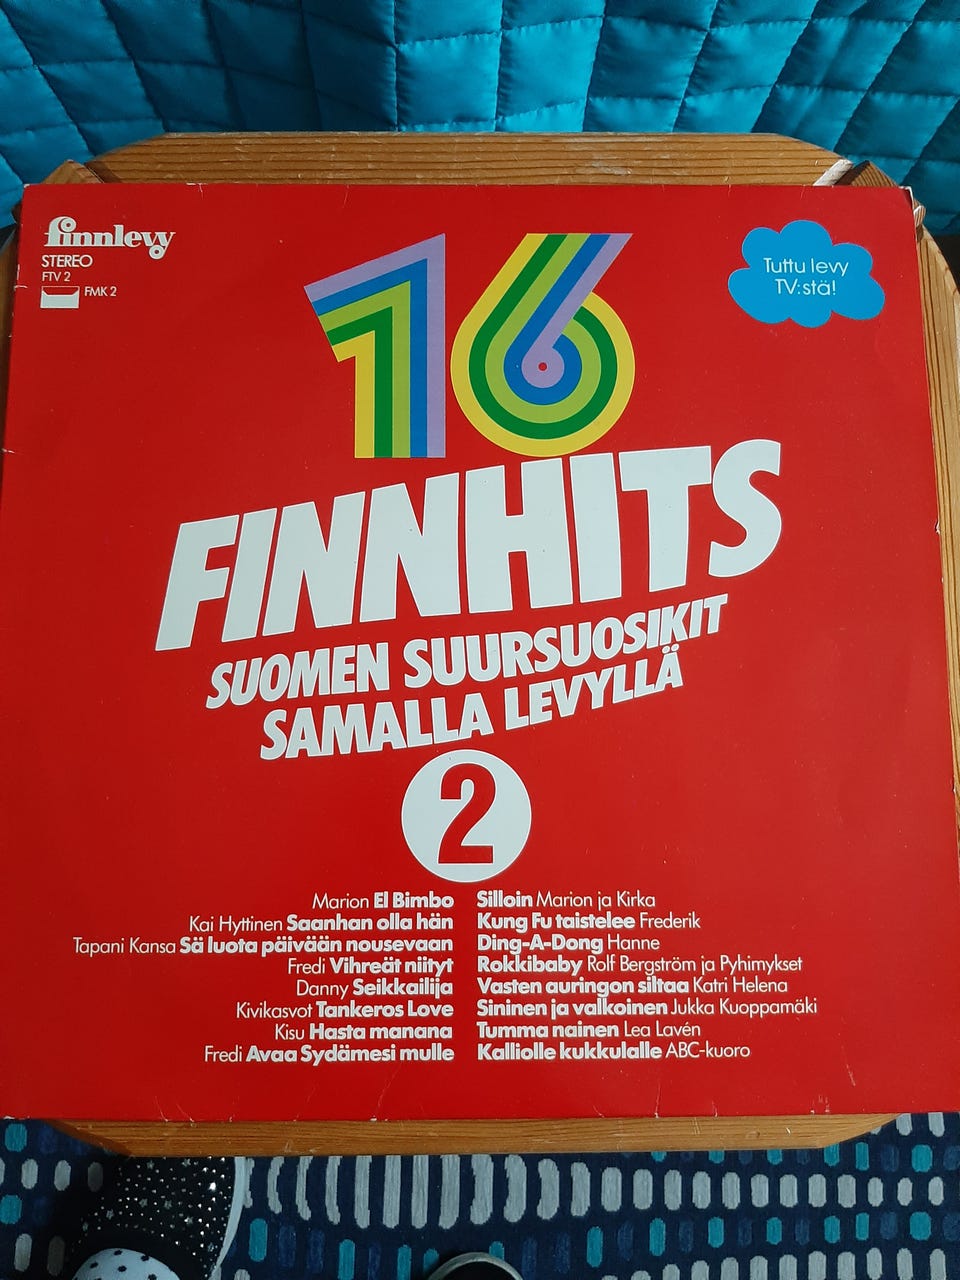 finnlevy
STEREO
FTV 2
FMK 2
Tuttu levy
TV:stä!
16
FINNHITS
SUOMEN SUURSUOSIKIT
SAMALLA LEVYLLÄ
2
Marion El Bimbo
Kai Hyttinen Saanhan olla hän
Tapani Kansa Sä luota päivään nousevaan
Fredi Vihreät niityt
Danny Seikkailija
Kivikasvot Tankeros Love
Kisu Hasta manana
Fredi Avaa Sydämesi mulle
Silloin Marion ja Kirka
Kung Fu taistelee Frederik
Ding-A-Dong Hanne
Rokkibaby Rolf Bergström ja Pyhimykset
Vasten auringon siltaa Katri Helena
Sininen ja valkoinen Jukka Kuoppamäki
Tumma nainen Lea Lavén
Kalliolle kukkulalle ABC-kuoro